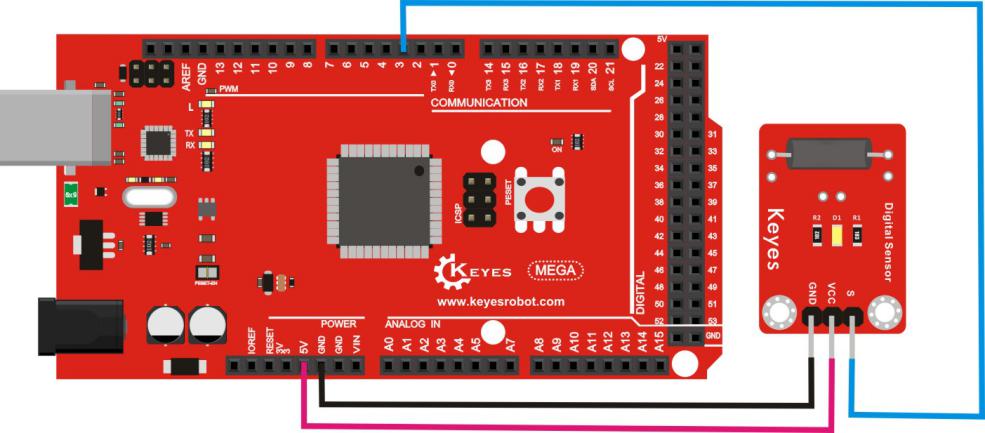 AREF
GND
13
12
11
10
9
8
7
6
5
4
3
2
1
0
TX0
RX0
PWM
TX3 14
RX3 15
TX2 16
RX2 17
TX1 18
RX1 19
SDA 20
SCL 21
COMMUNICATION
5V
22
24
26
28
30 31
32 33
34 35
36 37
38 39
40 41
42 43
44 45
46 47
48 49
50 51
52 53
GND
DIGITAL
L
TX
RX
ON
ICSP
PESET
KEYES
MEGA
www.keyesrobot.com
POWER
IOREF
RESET
3V
3
5V
GND
GND
VIN
ANALOG IN
A0
A1
A2
A3
A4
A5
A7
A8
A9
A10
A11
A12
A13
A14
A15
Keyes
Digital Sensor
R2
D1
R1
GND
VCC
S